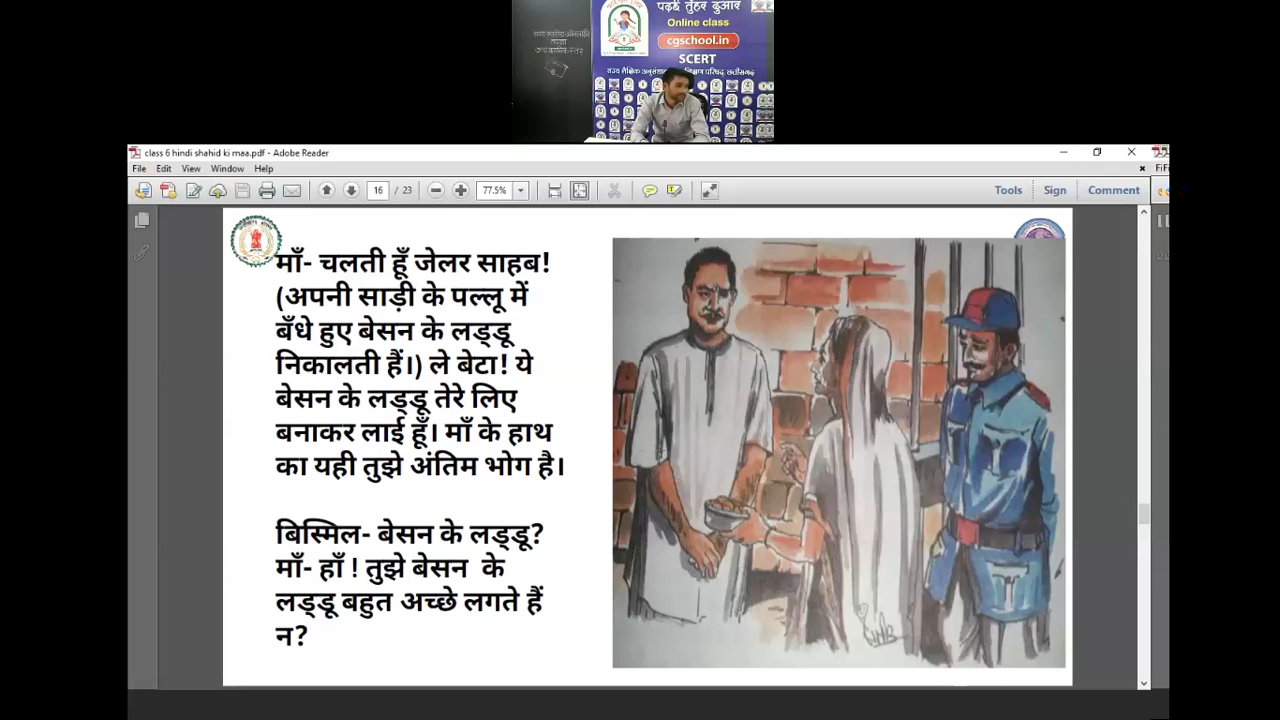 पढ़ई तुंहर दुआर
Online class
cgschool.in
SCERT
class 6 hindi shahid ki maa.pdf - Adobe Reader
File Edit View Window Help
16 / 23 77.5% Tools Sign Comment
माँ- चलती हूँ जेलर साहब!
(अपनी साड़ी के पल्लू में
बँधे हुए बेसन के लड्डू
निकालती हैं।) ले बेटा! ये
बेसन के लड्डू तेरे लिए
बनाकर लाई हूँ। माँ के हाथ
का यही तुझे अंतिम भोग है।
बिस्मिल- बेसन के लड्डू?
माँ- हाँ ! तुझे बेसन के
लड्डू बहुत अच्छे लगते हैं
न?